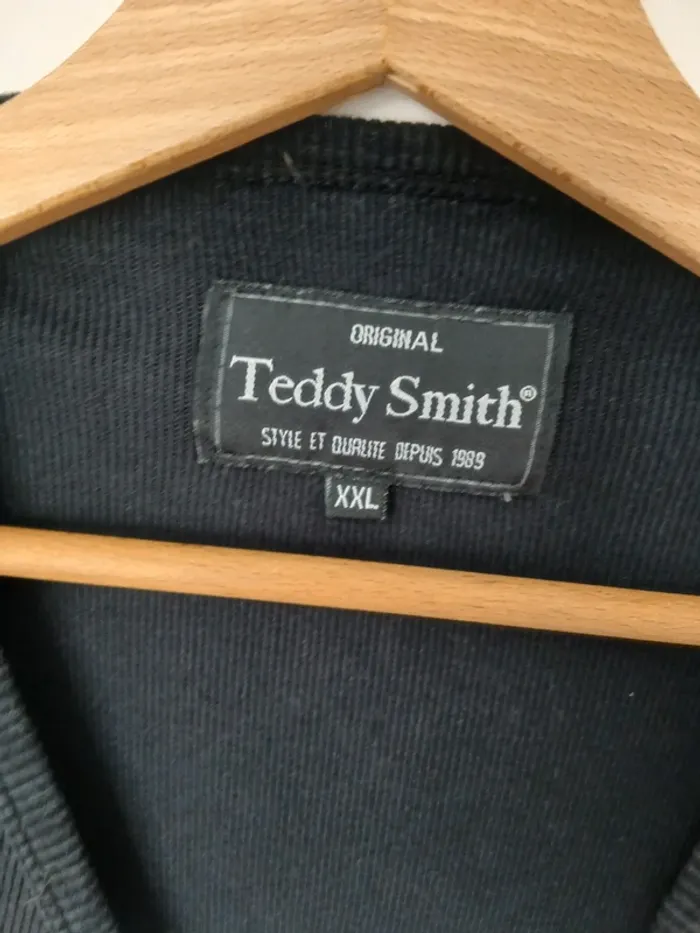 ORIGINAL
Teddy Smith®
STYLE ET QUALITE DEPUIS 1989
XXL